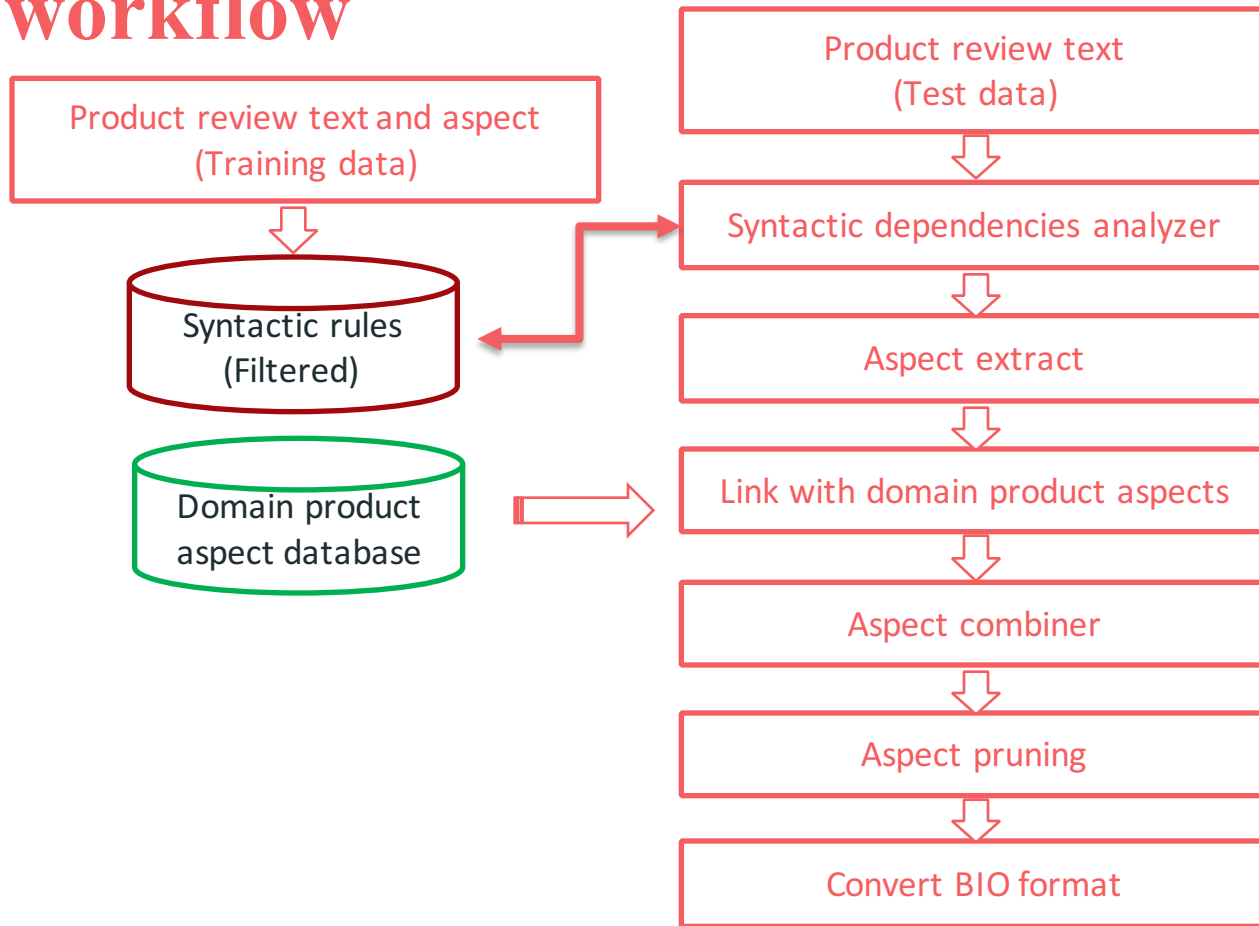 workflow
Product review text and aspect
(Training data)
Syntactic rules
(Filtered)
Domain product
aspect database
Product review text
(Test data)
Syntactic dependencies analyzer
Aspect extract
Link with domain product aspects
Aspect combiner
Aspect pruning
Convert BIO format